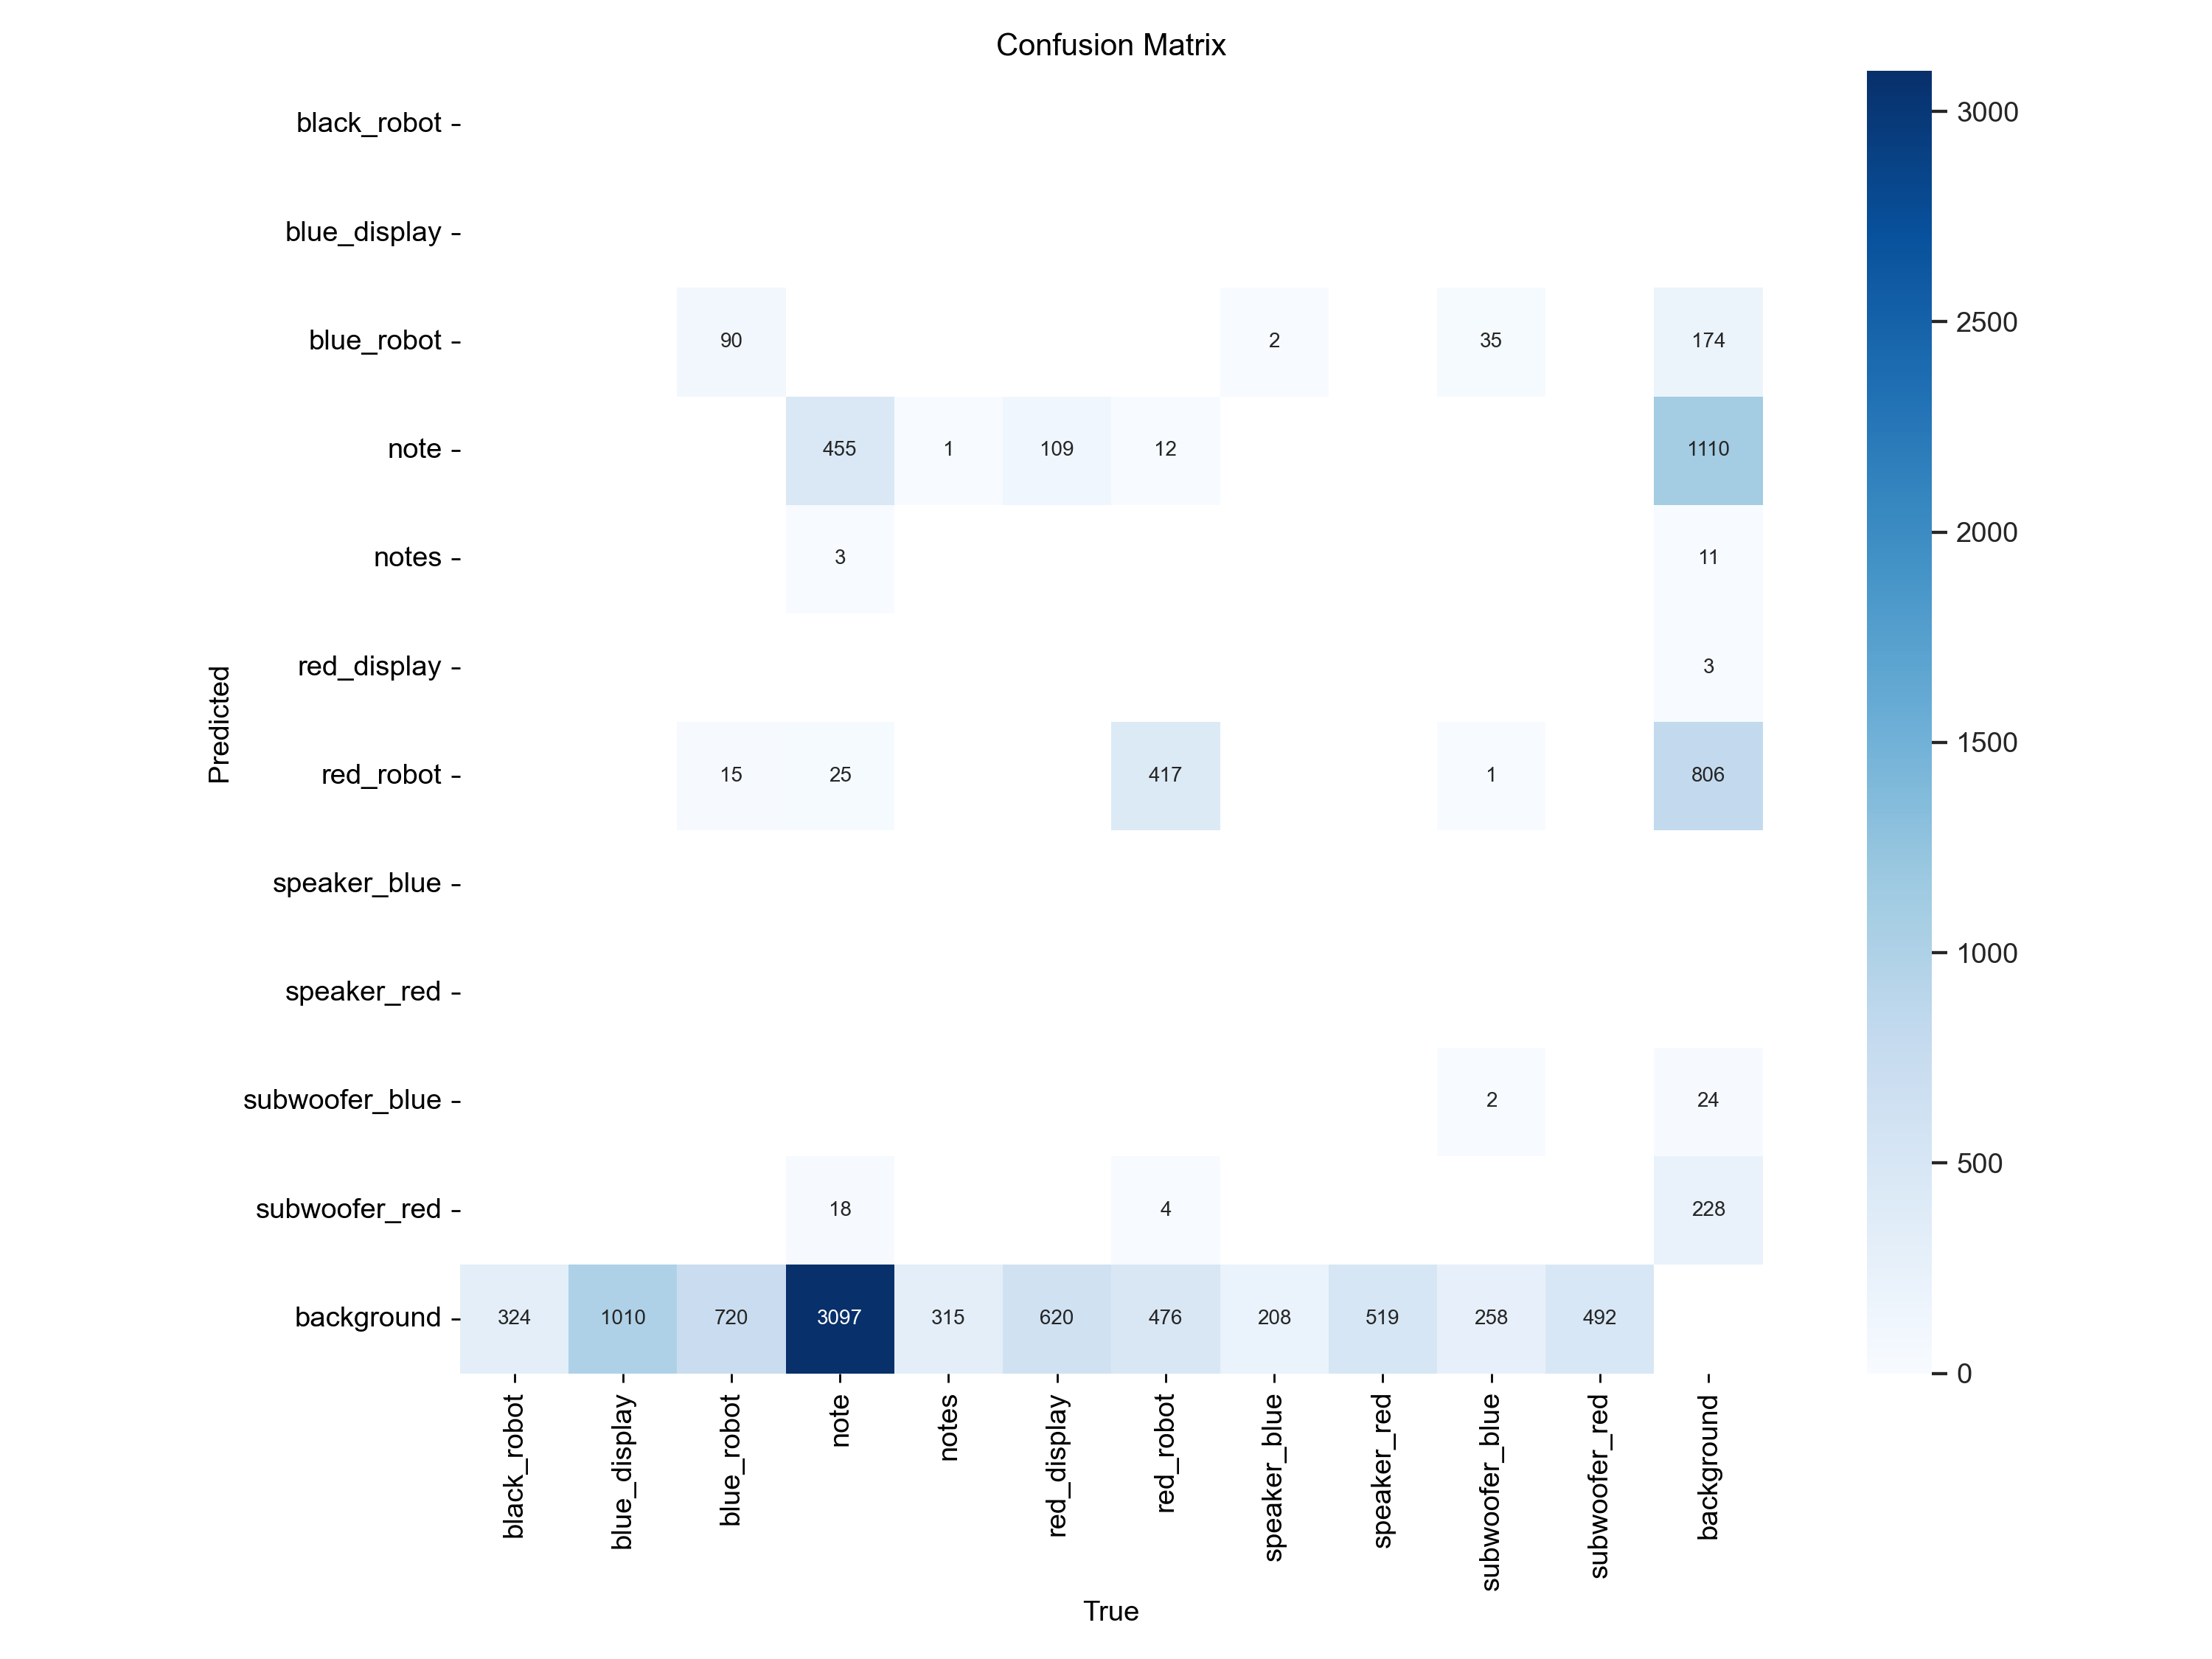 Confusion Matrix
black_robot
blue_display
blue_robot 90 2 35 174
note 455 1 109 12 1110
notes 3 11
red_display 3
red_robot 15 25 417 1 806
speaker_blue
speaker_red
subwoofer_blue 2 24
subwoofer_red 18 4 228
background 324 1010 720 3097 315 620 476 208 519 258 492
Predicted
black_robot
blue_display
blue_robot
note
notes
red_display
red_robot
speaker_blue
speaker_red
subwoofer_blue
subwoofer_red
background
True
3000
2500
2000
1500
1000
500
0